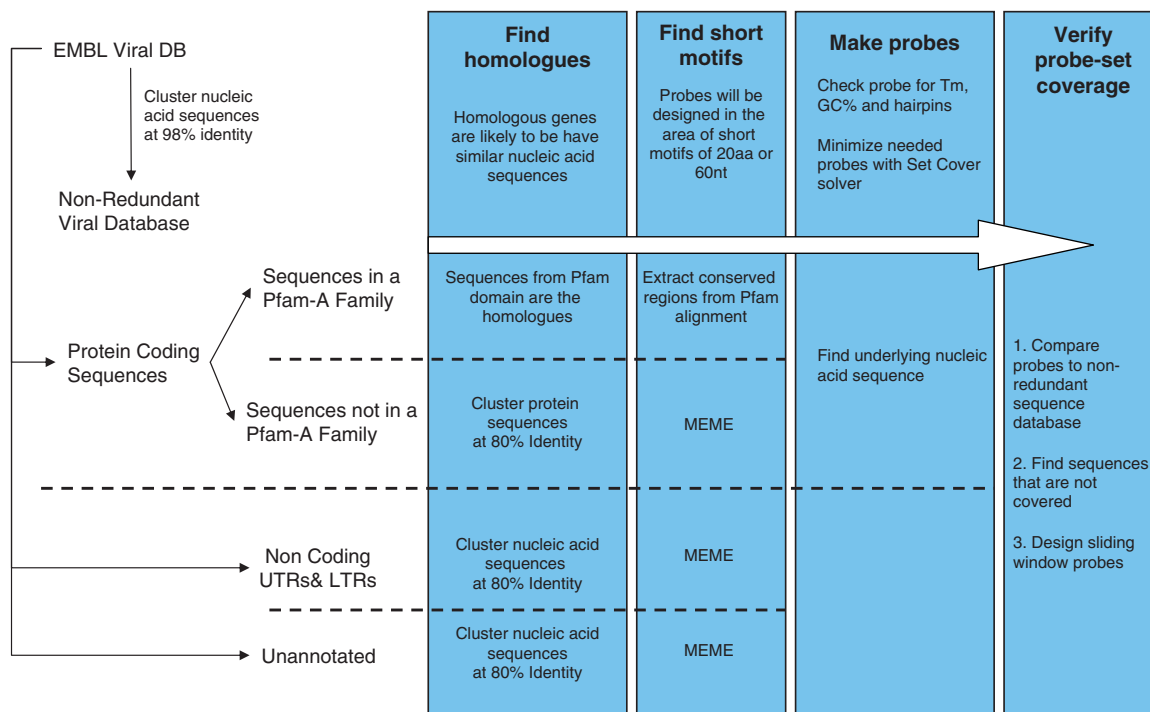 EMBL Viral DB
Cluster nucleic
acid sequences
at 98% identity
Non-Redundant
Viral Database
Protein Coding
Sequences
Sequences in a
Pfam-A Family
Sequences not in a
Pfam-A Family
Non Coding
UTRs& LTRs
Unannotated
Find
homologues
Homologous genes
are likely to be have
similar nucleic acid
sequences
Sequences from Pfam
domain are the
homologues
Cluster protein
sequences
at 80% Identity
Cluster nucleic acid
sequences
at 80% Identity
Cluster nucleic acid
sequences
at 80% Identity
Find short
motifs
Probes will be
designed in the
area of short
motifs of 20aa or
60nt
Extract conserved
regions from Pfam
alignment
MEME
MEME
MEME
Make probes
Check probe for Tm,
GC% and hairpins
Minimize needed
probes with Set Cover
solver
Find underlying nucleic
acid sequence
Verify
probe-set
coverage
1. Compare
probes to non-
redundant
sequence
database
2. Find sequences
that are not
covered
3. Design sliding
window probes